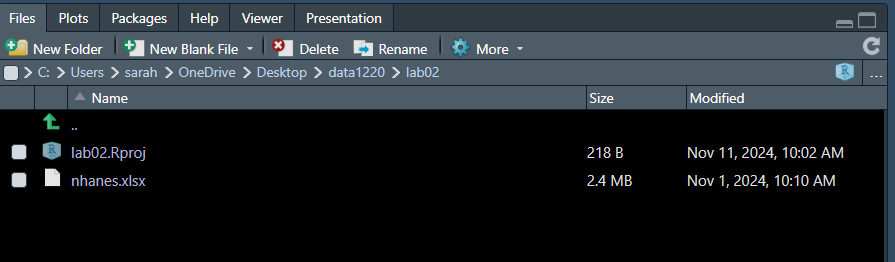 Files Plots Packages Help Viewer Presentation
New Folder New Blank File Delete Rename More
C: Users sarah OneDrive Desktop data1220 lab02 R ...
Name Size Modified
..
R lab02.Rproj 218 B Nov 11, 2024, 10:02 AM
nhanes.xlsx 2.4 MB Nov 1, 2024, 10:10 AM